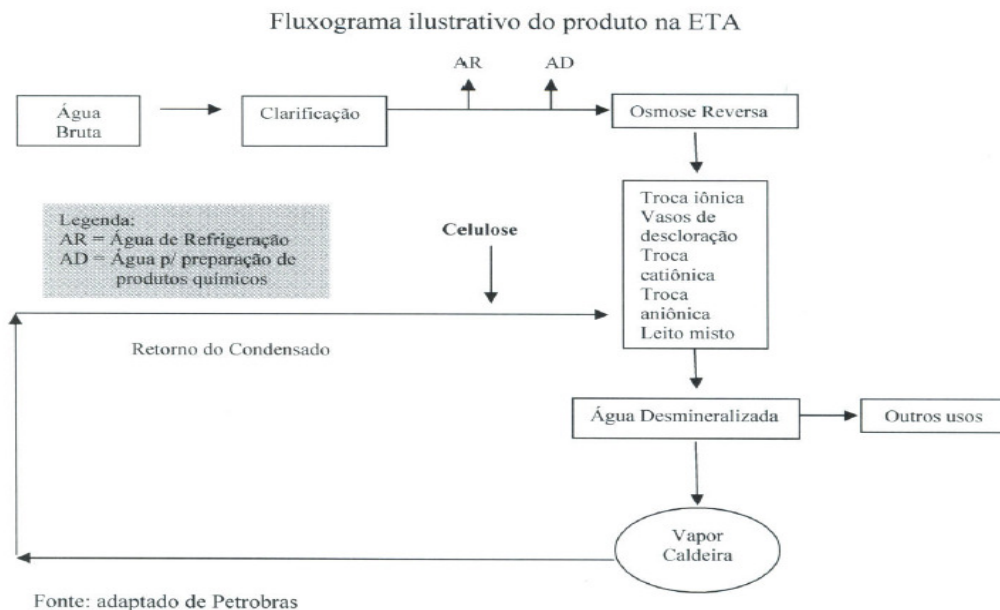 Fluxograma ilustrativo do produto na ETA
AR
AD
Água
Bruta
Clarificação
Osmose Reversa
Legenda:
AR = Água de Refrigeração
AD = Água p/ preparação de
produtos químicos
Celulose
Troca iônica
Vasos de
descloração
Troca
catiônica
Troca
aniônica
Leito misto
Retorno do Condensado
Água Desmineralizada
Outros usos
Vapor
Caldeira
Fonte: adaptado de Petrobras